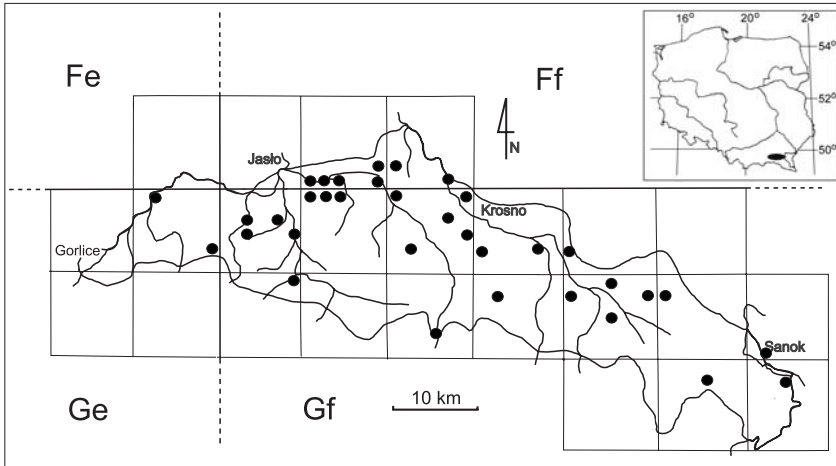 16° 20° 24°
54°
52°
50°
Fe
Ff
N
Jasło
Krosno
Gorlice
Sanok
Ge
Gf
10 km